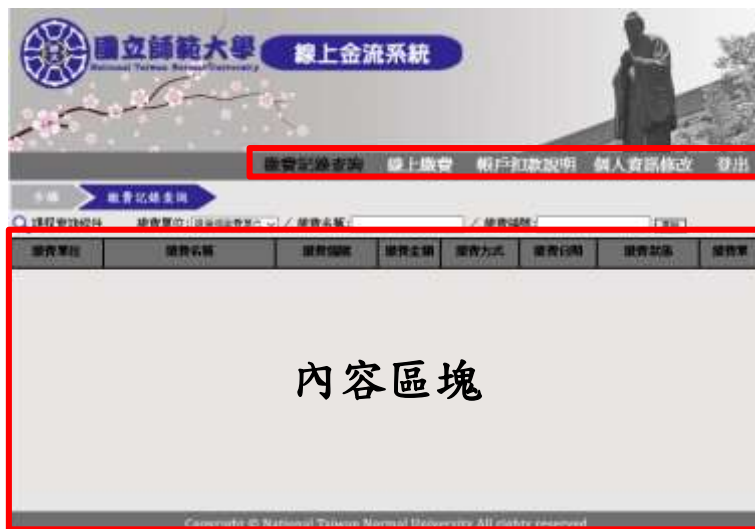 國立師範大學 線上金流系統
National Taiwan Normal University
繳費記錄查詢 線上繳費 帳戶扣款說明 個人資訊修改 登出
步驟 繳費記錄查詢
繳費單位: / 繳費名稱: / 繳費編號:
繳費單位 繳費名稱 繳費編號 繳費金額 繳費方式 繳費日期 繳費狀態 繳費單
內容區塊
Copyright © National Taiwan Normal University All rights reserved